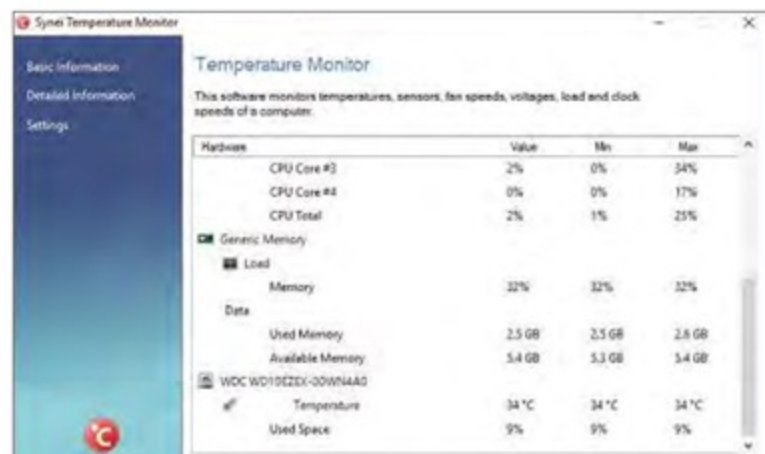 Synei Temperature Monitor
Basic Information
Detailed Information
Settings
Temperature Monitor
This software monitors temperatures, sensors, fan speeds, voltages, load and clock
speeds of a computer.
Hardware Value Min Max
CPU Core #3 2% 0% 34%
CPU Core #4 0% 0% 17%
CPU Total 2% 1% 25%
Generic Memory
Load
Memory 32% 32% 32%
Data
Used Memory 2.5 GB 2.5 GB 2.6 GB
Available Memory 5.4 GB 5.3 GB 5.4 GB
WDC WD10EZEX-00WN4A0
Temperature 34 °C 34 °C 34 °C
Used Space 9% 9% 9%
°C